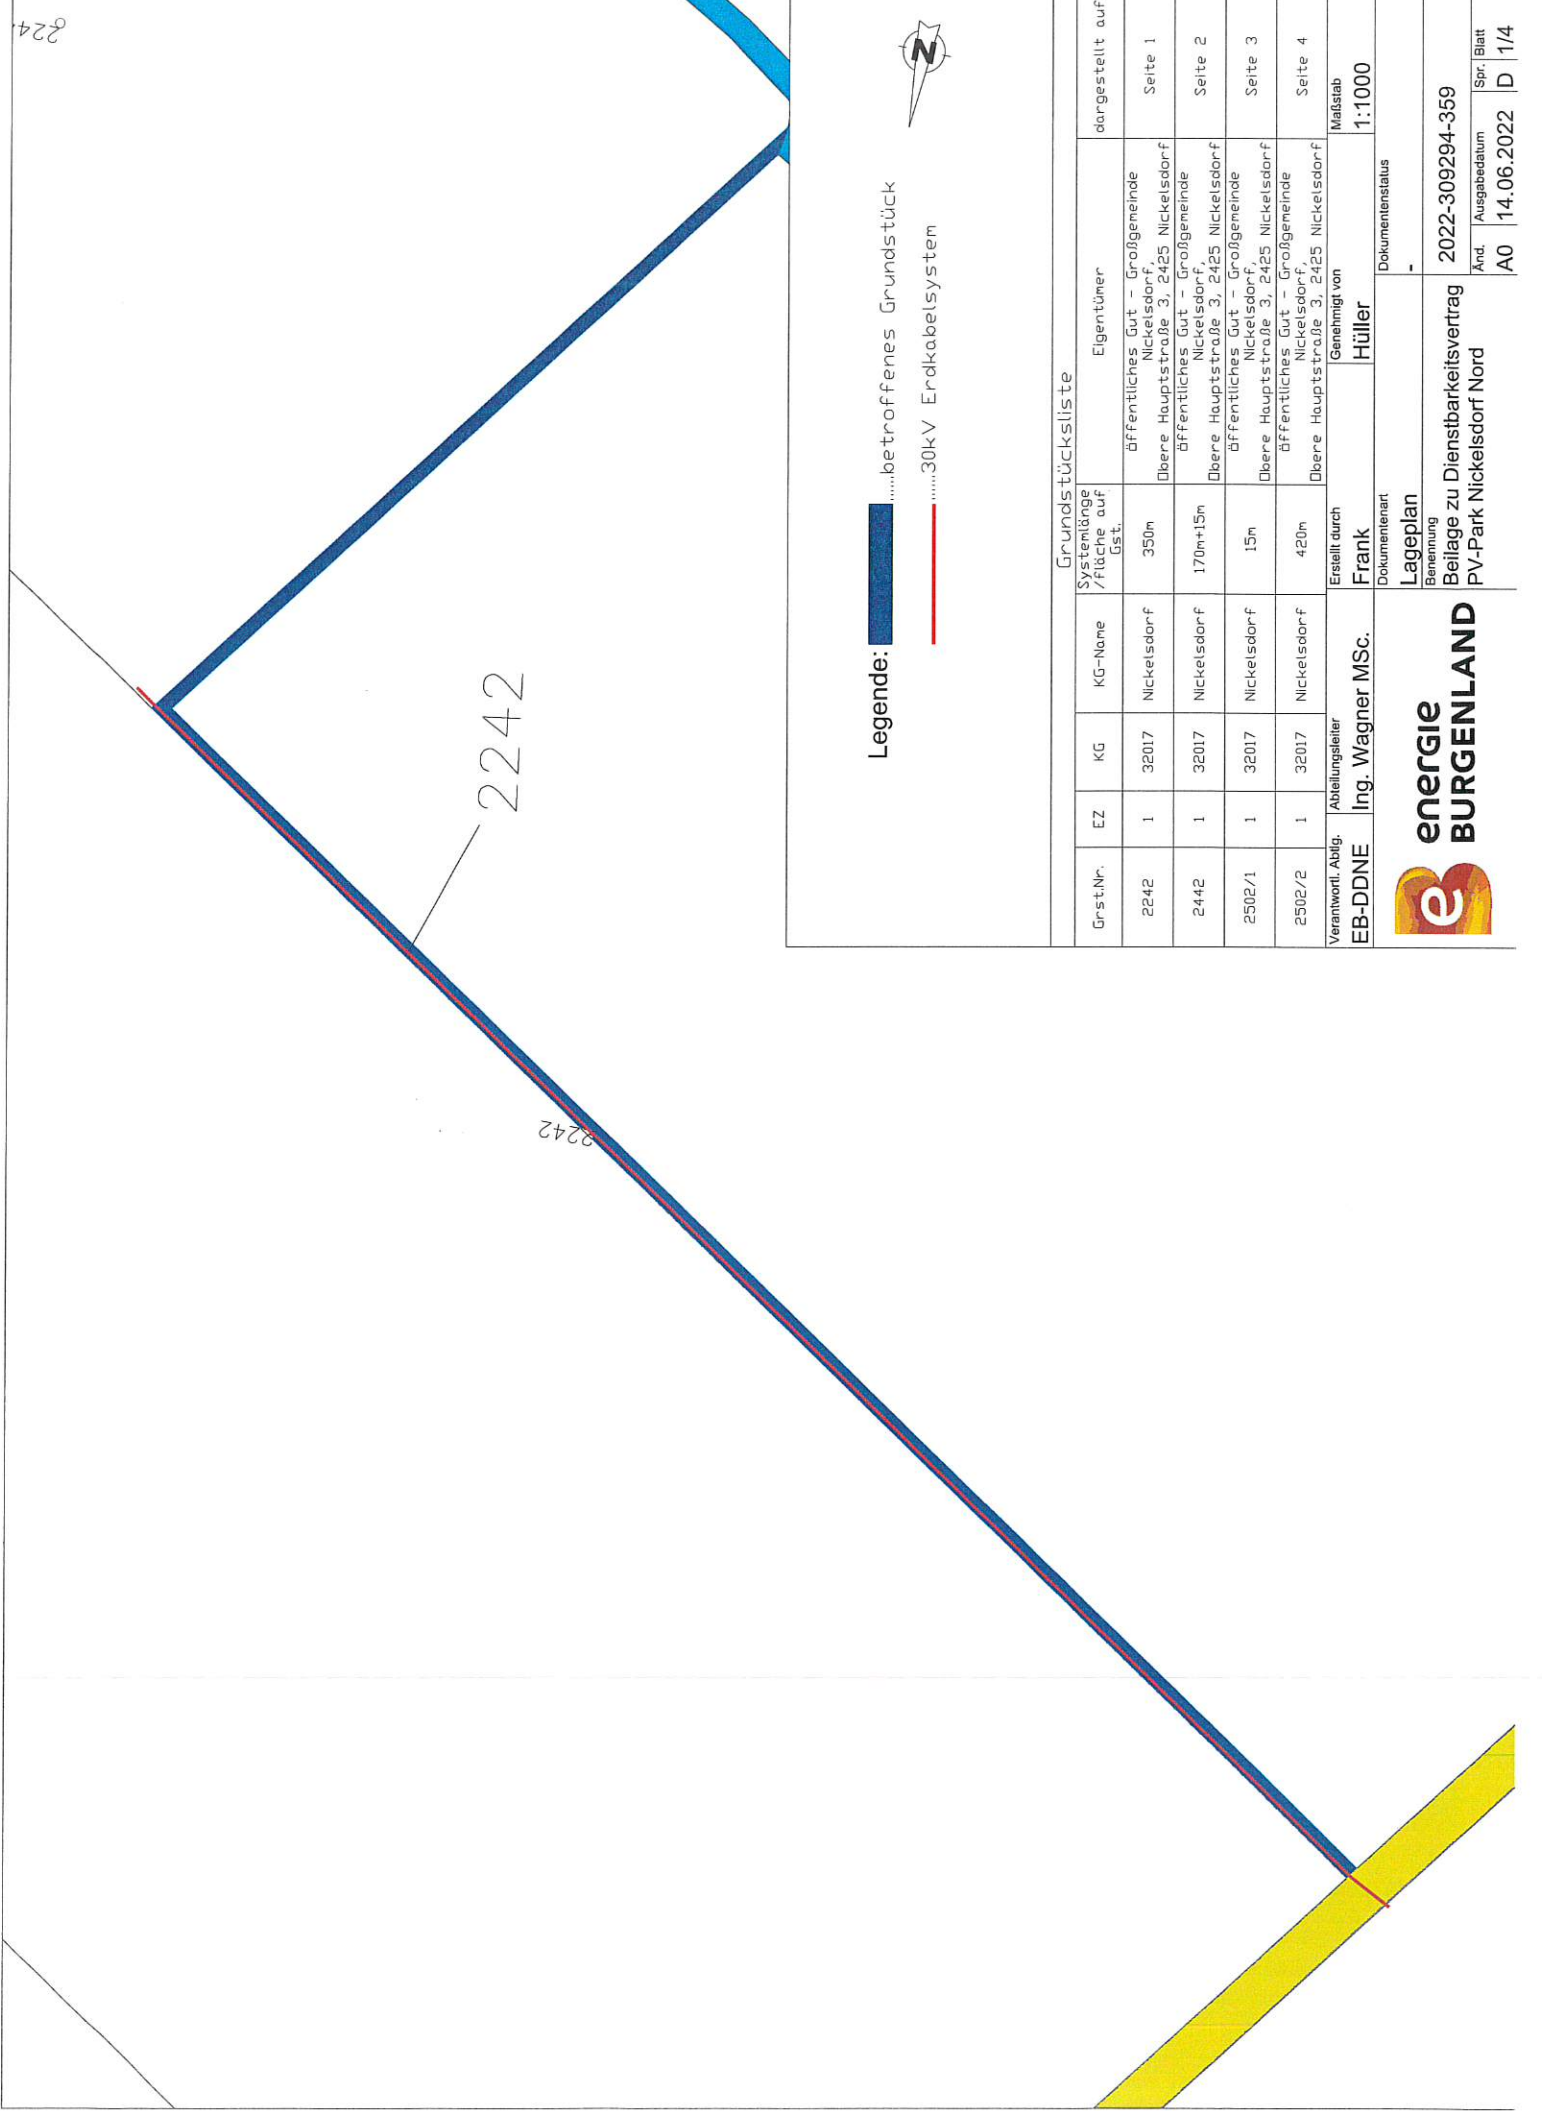 224
2242
2242
Legende:
......betroffenes Grundstück
......30kV Erdkabelsystem
N
Grundstücksliste
Grst.Nr. EZ KG KG-Name Systemlänge /fläche auf Gst. Eigentümer dargestellt auf
2242 1 32017 Nickelsdorf 350m öffentliches Gut - Großgemeinde Nickelsdorf, Obere Hauptstraße 3, 2425 Nickelsdorf Seite 1
2442 1 32017 Nickelsdorf 170m+15m öffentliches Gut - Großgemeinde Nickelsdorf, Obere Hauptstraße 3, 2425 Nickelsdorf Seite 2
2502/1 1 32017 Nickelsdorf 15m öffentliches Gut - Großgemeinde Nickelsdorf, Obere Hauptstraße 3, 2425 Nickelsdorf Seite 3
2502/2 1 32017 Nickelsdorf 420m öffentliches Gut - Großgemeinde Nickelsdorf, Obere Hauptstraße 3, 2425 Nickelsdorf Seite 4
Verantwortl. Abtlg. Abteilungsleiter Erstellt durch Genehmigt von Maßstab
EB-DDNE Ing. Wagner MSc. Frank Hüller 1:1000
e energie
BURGENLAND
Dokumentenart Dokumentenstatus
Lageplan -
Benennung
Beilage zu Dienstbarkeitsvertrag 2022-309294-359
PV-Park Nickelsdorf Nord
Änd. Ausgabedatum Spr. Blatt
A0 14.06.2022 D 1/4